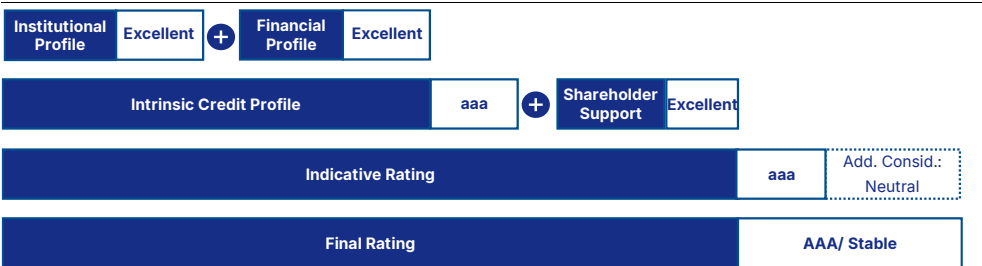 Institutional
Profile
Excellent
+
Financial
Profile
Excellent
Intrinsic Credit Profile
aaa
+
Shareholder
Support
Excellent
Indicative Rating
aaa
Add. Consid.:
Neutral
Final Rating
AAA/ Stable